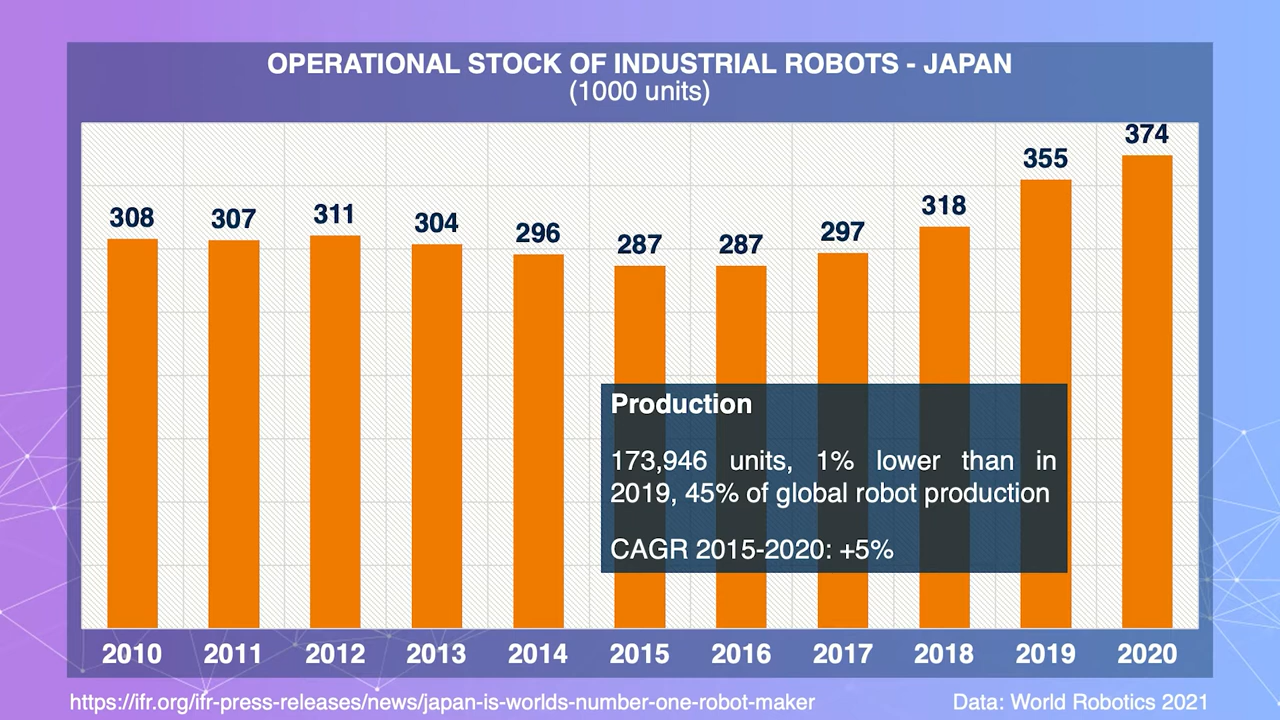 OPERATIONAL STOCK OF INDUSTRIAL ROBOTS - JAPAN
(1000 units)
308 307 311 304 296 287 287 297 318 355 374
Production
173,946 units, 1% lower than in
2019, 45% of global robot production
CAGR 2015-2020: +5%
2010 2011 2012 2013 2014 2015 2016 2017 2018 2019 2020
https://ifr.org/ifr-press-releases/news/japan-is-worlds-number-one-robot-maker
Data: World Robotics 2021